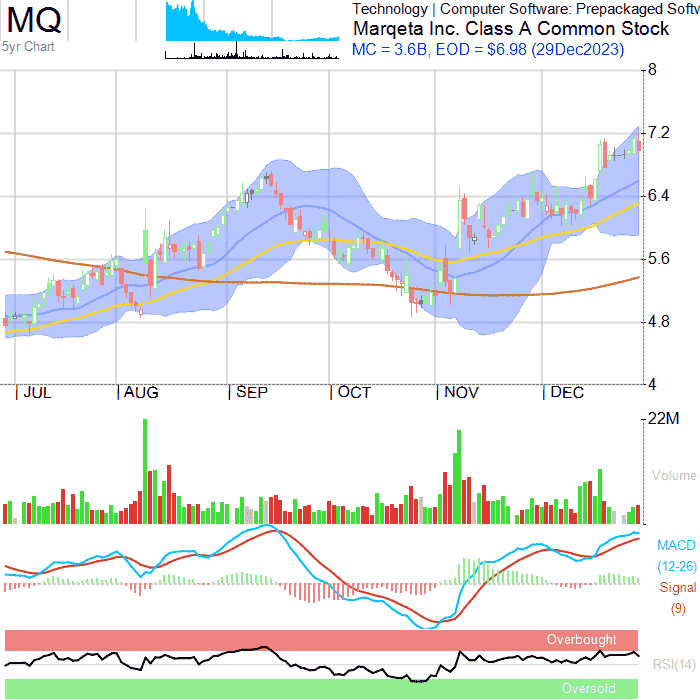 MQ
5yr Chart
Technology | Computer Software: Prepackaged Softw
Marqeta Inc. Class A Common Stock
MC = 3.6B, EOD = $6.98 (29Dec2023)
8
7.2
6.4
5.6
4.8
4
JUL AUG SEP OCT NOV DEC
22M
Volume
MACD
(12-26)
Signal
(9)
Overbought
RSI(14)
Oversold